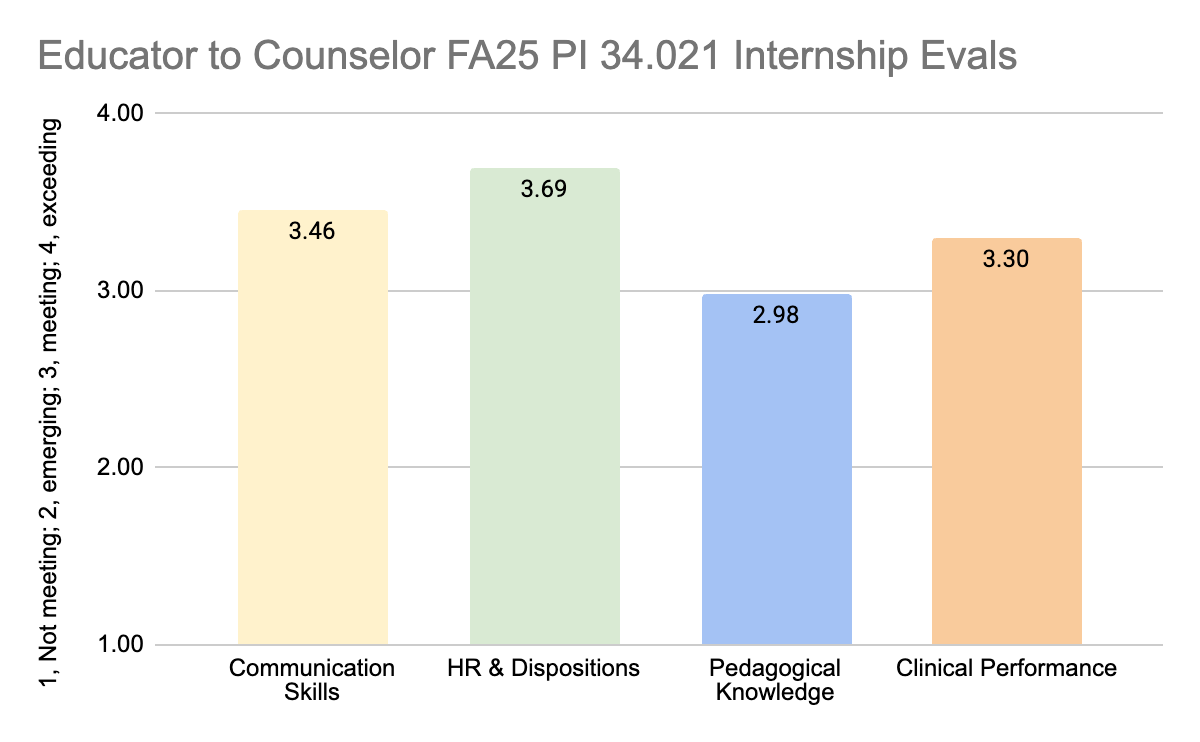 Educator to Counselor FA25 PI 34.021 Internship Evals
1, Not meeting; 2, emerging; 3, meeting; 4, exceeding
4.00
3.00
2.00
1.00
3.46
3.69
2.98
3.30
Communication
Skills
HR & Dispositions
Pedagogical
Knowledge
Clinical Performance